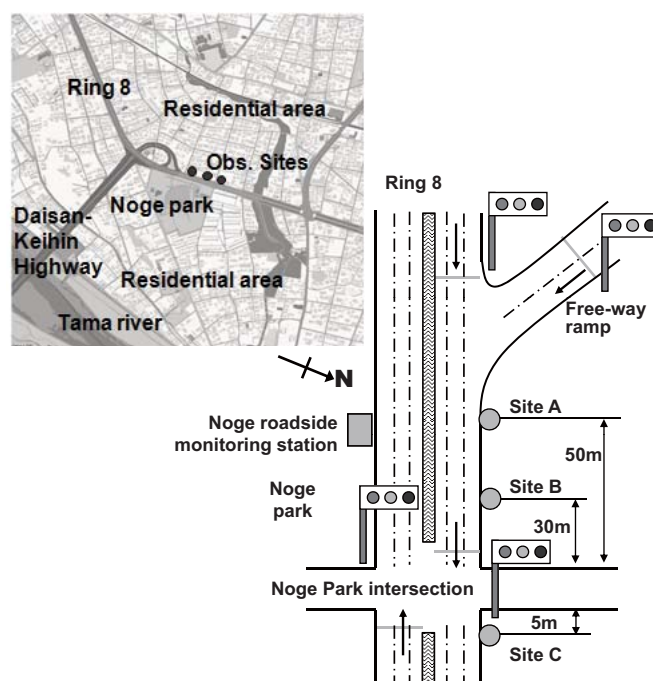 Ring 8
Residential area
Obs. Sites
Noge park
Daisan-
Keihin
Highway
Residential area
Tama river
N
Ring 8
Free-way
ramp
Noge roadside
monitoring station
Site A
50m
Noge
park
Site B
30m
Noge Park intersection
5m
Site C